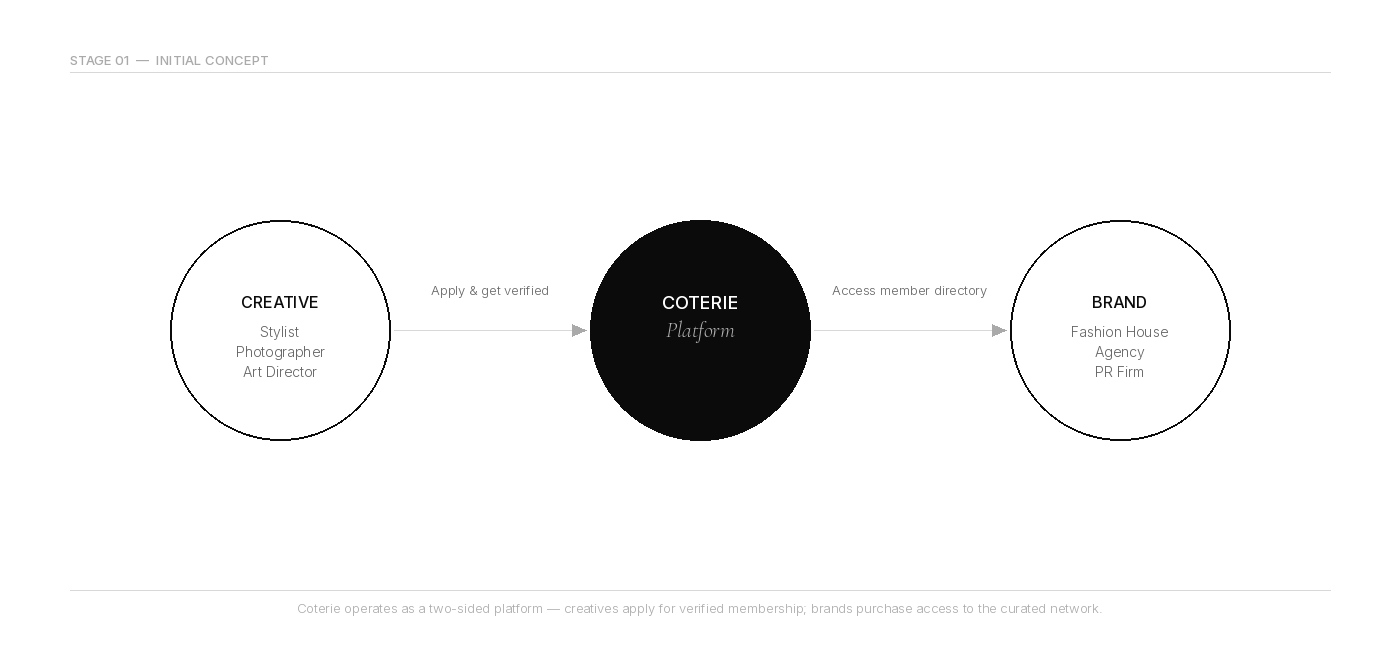 STAGE 01 — INITIAL CONCEPT
Apply & get verified
Access member directory
CREATIVE
Stylist
Photographer
Art Director
COTERIE
Platform
BRAND
Fashion House
Agency
PR Firm
Coterie operates as a two-sided platform — creatives apply for verified membership; brands purchase access to the curated network.